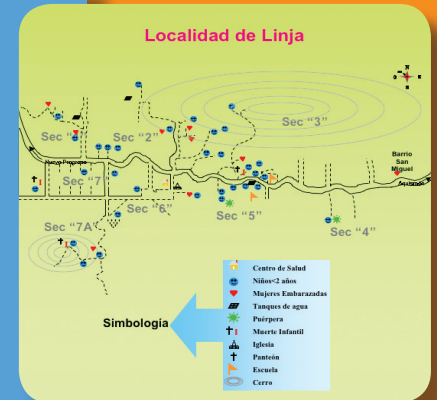 Localidad de Linja
Sec “3”
Sec “
Sec “2”
Barrio
San
Miguel
Nuevo Progreso
Sec “7”
Sec “6”
Sec “5”
Sec “7A”
Sec “4”
Simbología
Centro de Salud
Niños<2 años
Mujeres Embarazadas
Tanques de agua
Puérpera
Muerte Infantil
Iglesia
Panteón
Escuela
Cerro